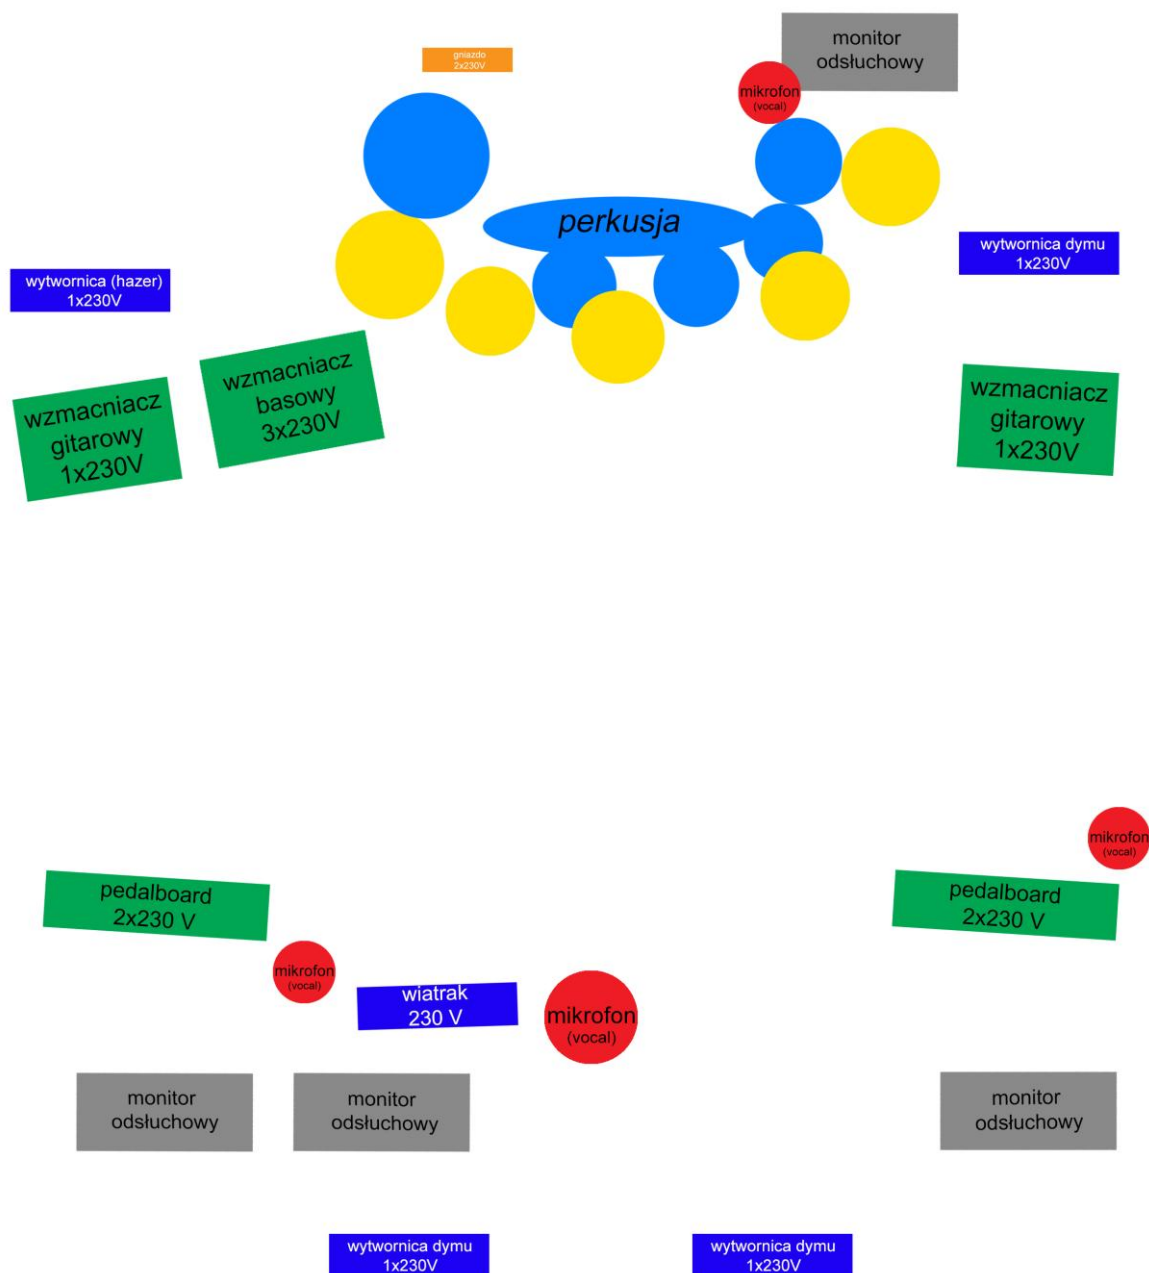 gniazdo
2x230V
monitor
odsłuchowy
mikrofon
(vocal)
perkusja
wytwornica dymu
1x230V
wytwornica (hazer)
1x230V
wzmacniacz
basowy
3x230V
wzmacniacz
gitarowy
1x230V
wzmacniacz
gitarowy
1x230V
mikrofon
(vocal)
pedalboard
2x230 V
pedalboard
2x230 V
mikrofon
(vocal)
wiatrak
230 V
mikrofon
(vocal)
monitor
odsłuchowy
monitor
odsłuchowy
monitor
odsłuchowy
wytwornica dymu
1x230V
wytwornica dymu
1x230V